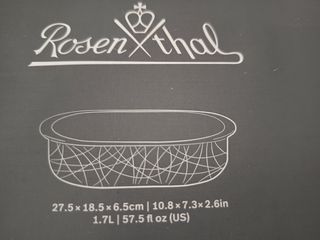 Rosenthal
27.5 x 18.5 x 6.5cm | 10.8 x 7.3 x 2.6in
1.7L | 57.5 fl oz (US)